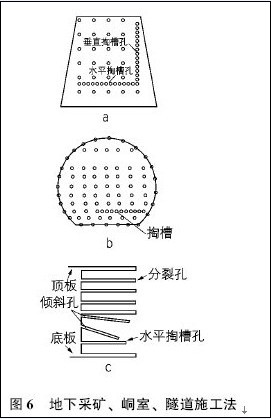 垂直掏槽孔
水平掏槽孔
a
b
掏槽
顶板
分裂孔
倾斜孔
底板
水平掏槽孔
c
图6 地下采矿、峒室、隧道施工法↓